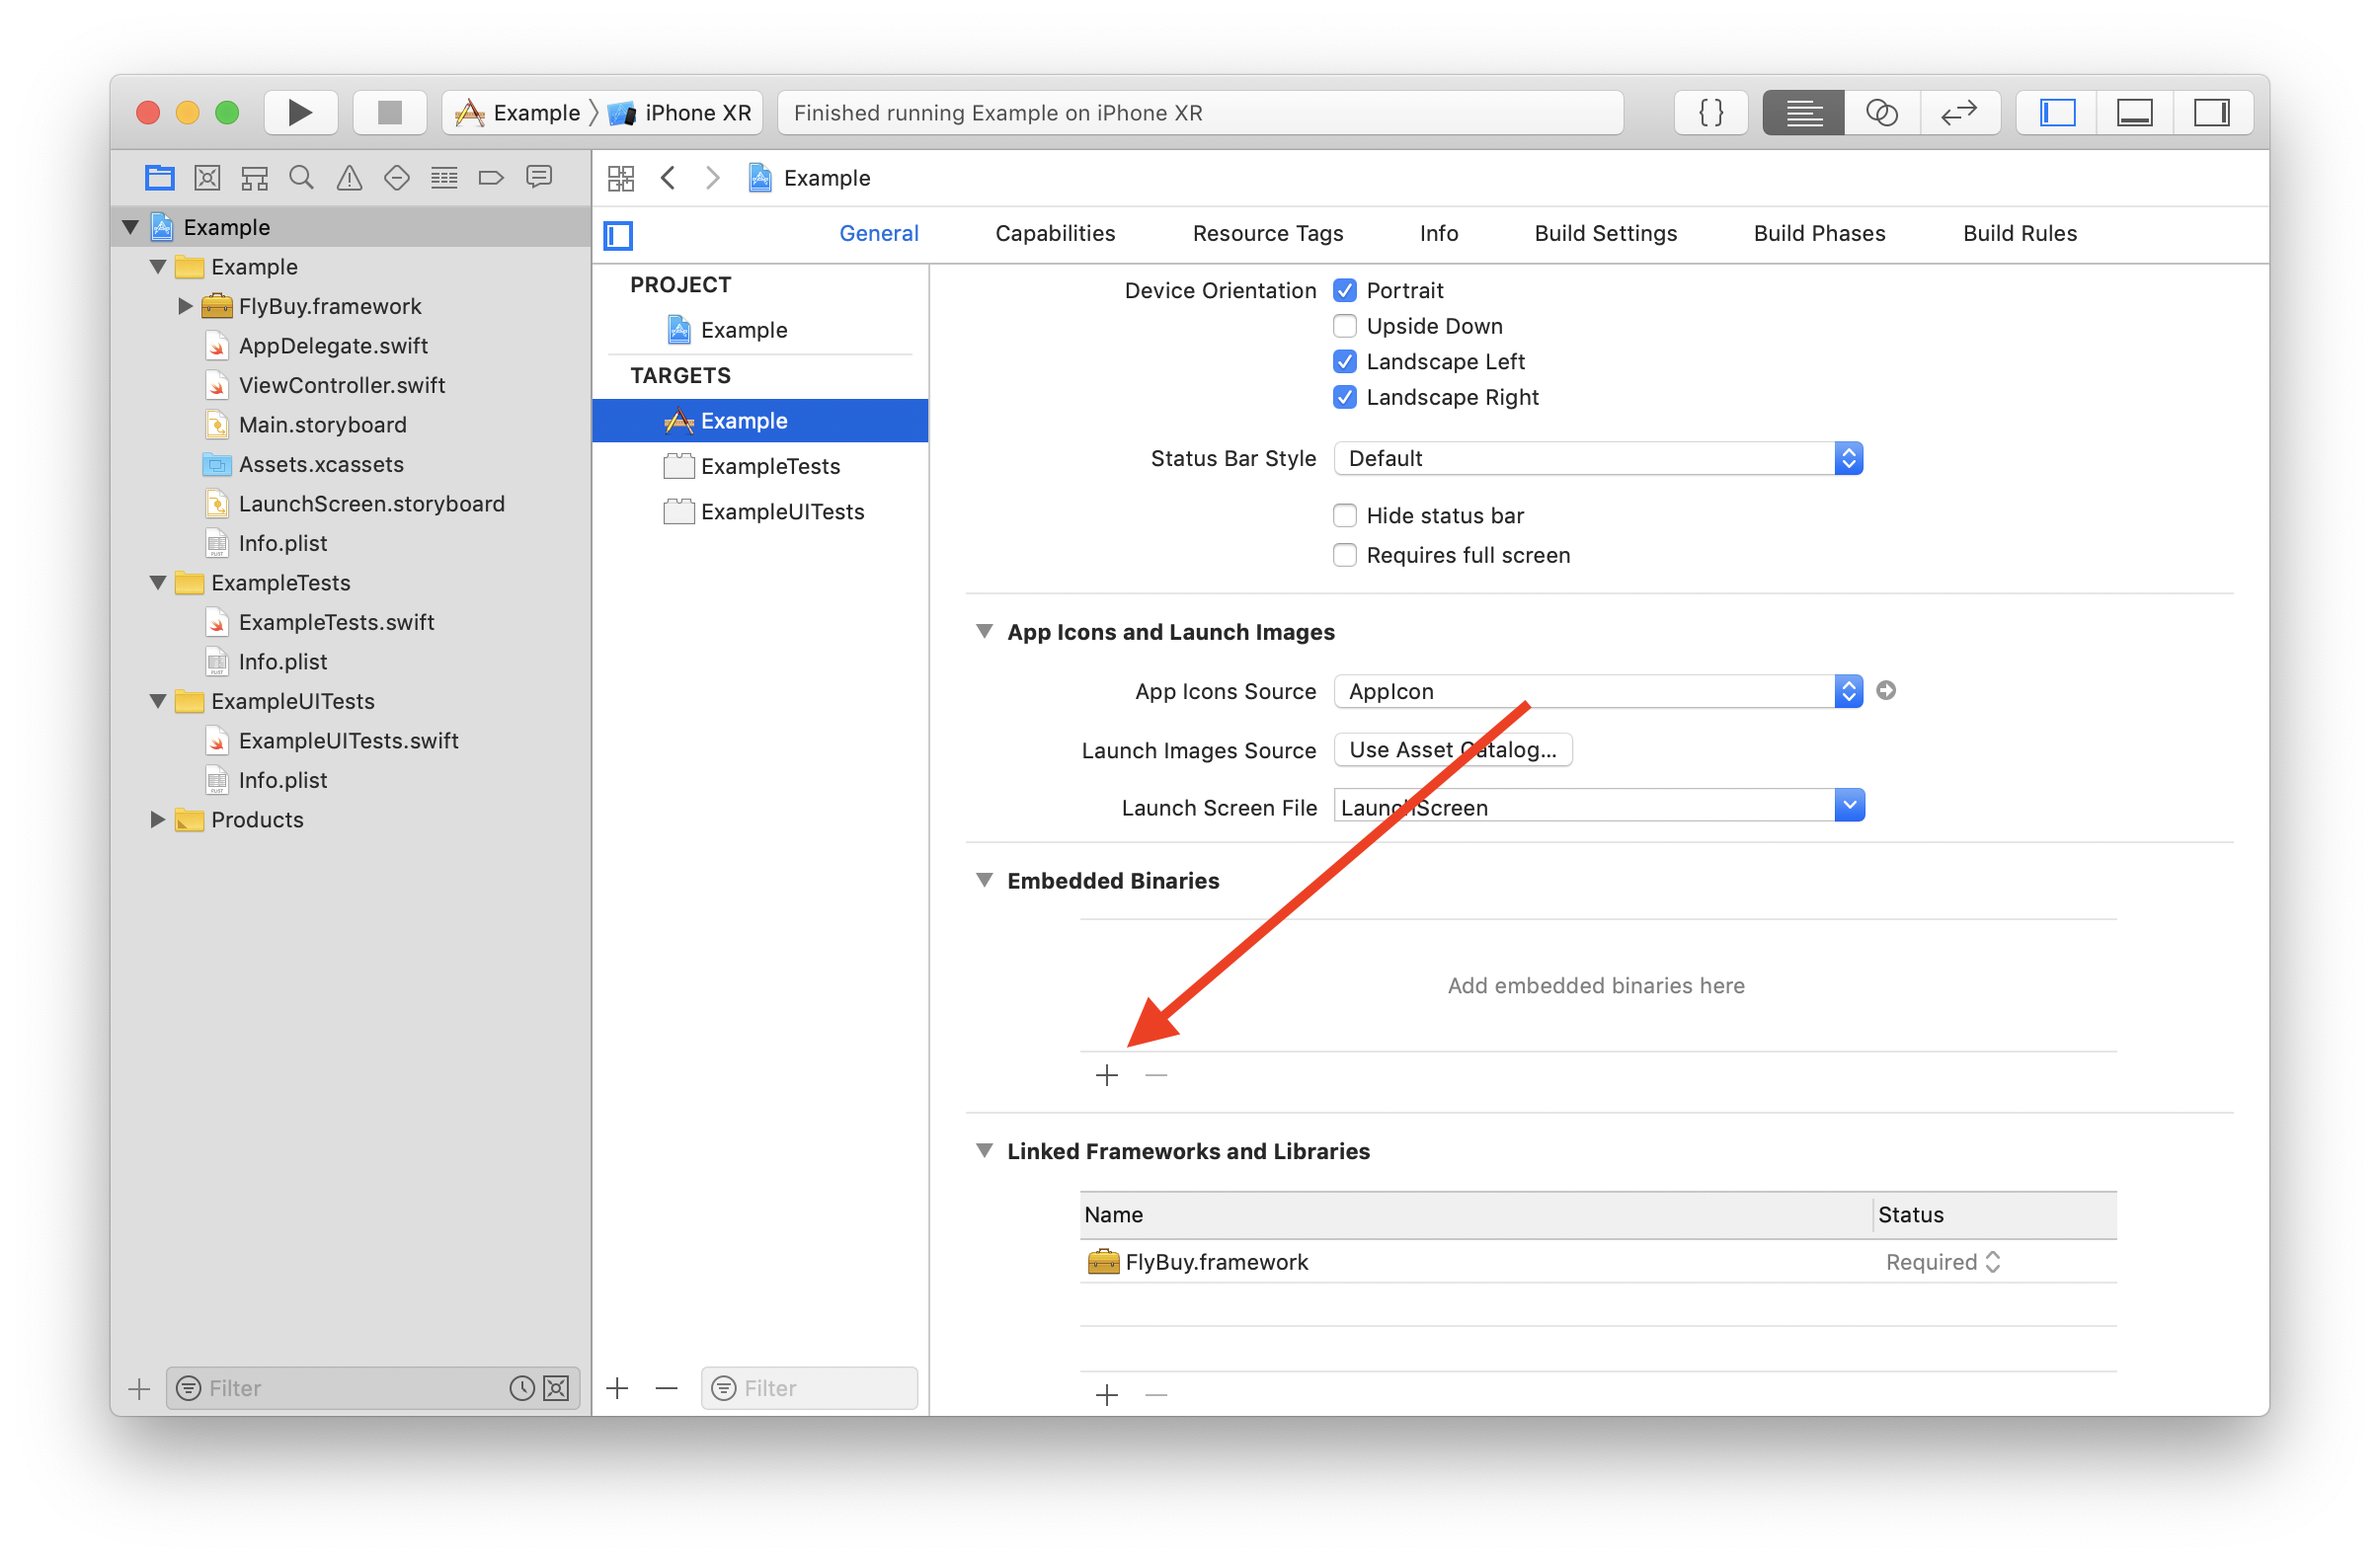 Example
iPhone XR
Finished running Example on iPhone XR
{ }
Example
Example
Example
FlyBuy.framework
AppDelegate.swift
ViewController.swift
Main.storyboard
Assets.xcassets
LaunchScreen.storyboard
Info.plist
ExampleTests
ExampleTests.swift
Info.plist
ExampleUITests
ExampleUITests.swift
Info.plist
Products
Filter
General
Capabilities
Resource Tags
Info
Build Settings
Build Phases
Build Rules
PROJECT
Example
TARGETS
Example
ExampleTests
ExampleUITests
Filter
Device Orientation
Portrait
Upside Down
Landscape Left
Landscape Right
Status Bar Style
Default
Hide status bar
Requires full screen
App Icons and Launch Images
App Icons Source
AppIcon
Launch Images Source
Use Asset Catalog...
Launch Screen File
LaunchScreen
Embedded Binaries
Add embedded binaries here
Linked Frameworks and Libraries
Name
Status
FlyBuy.framework
Required